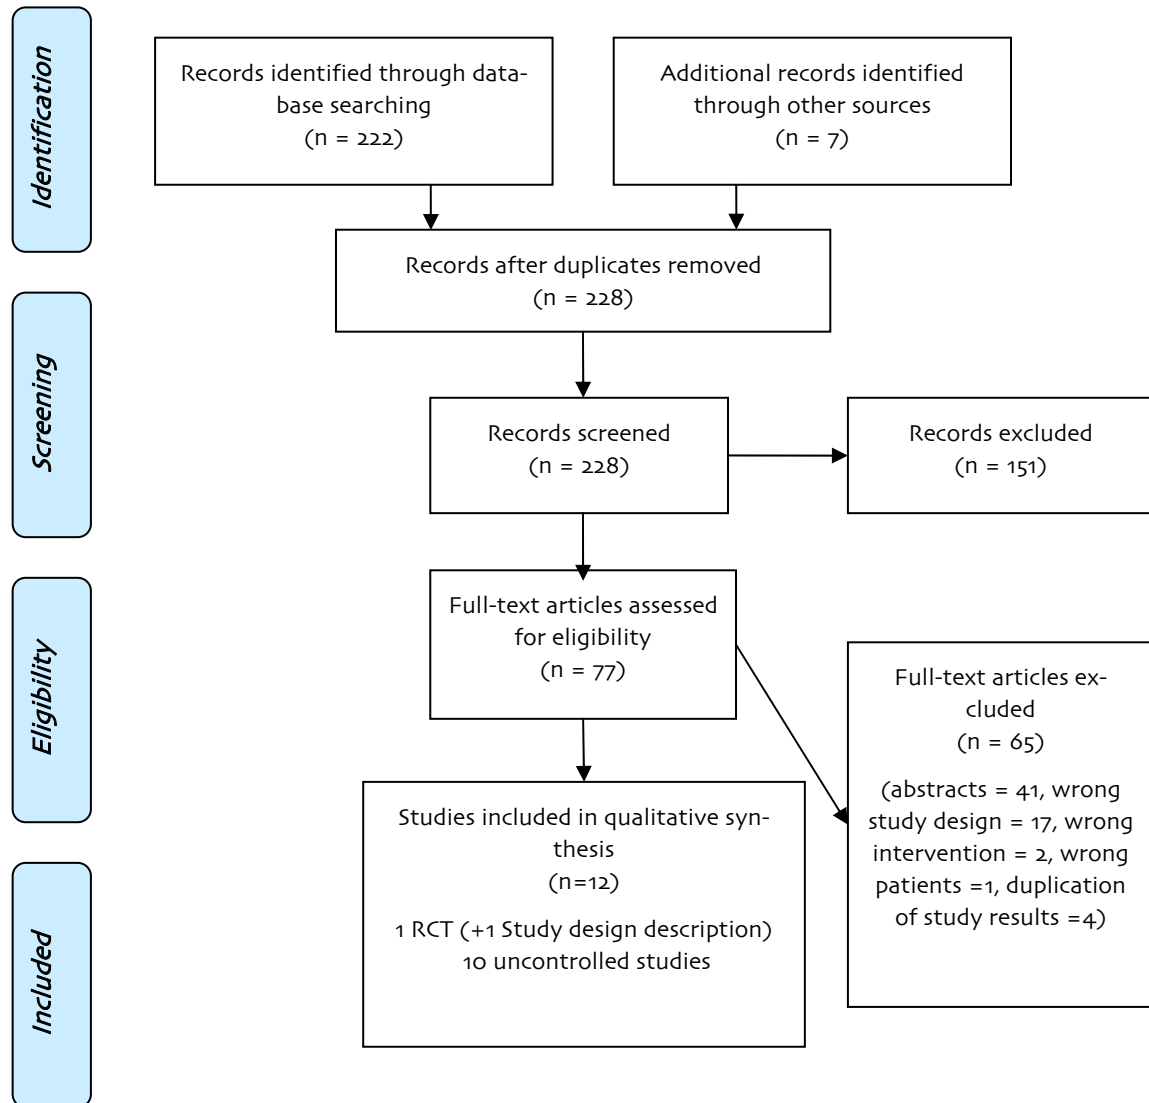 Identification
Records identified through data-
base searching
(n = 222)
Additional records identified
through other sources
(n = 7)
Records after duplicates removed
(n = 228)
Screening
Records screened
(n = 228)
Records excluded
(n = 151)
Eligibility
Full-text articles assessed
for eligibility
(n = 77)
Full-text articles ex-
cluded
(n = 65)
(abstracts = 41, wrong
study design = 17, wrong
intervention = 2, wrong
patients =1, duplication
of study results =4)
Included
Studies included in qualitative syn-
thesis
(n=12)
1 RCT (+1 Study design description)
10 uncontrolled studies